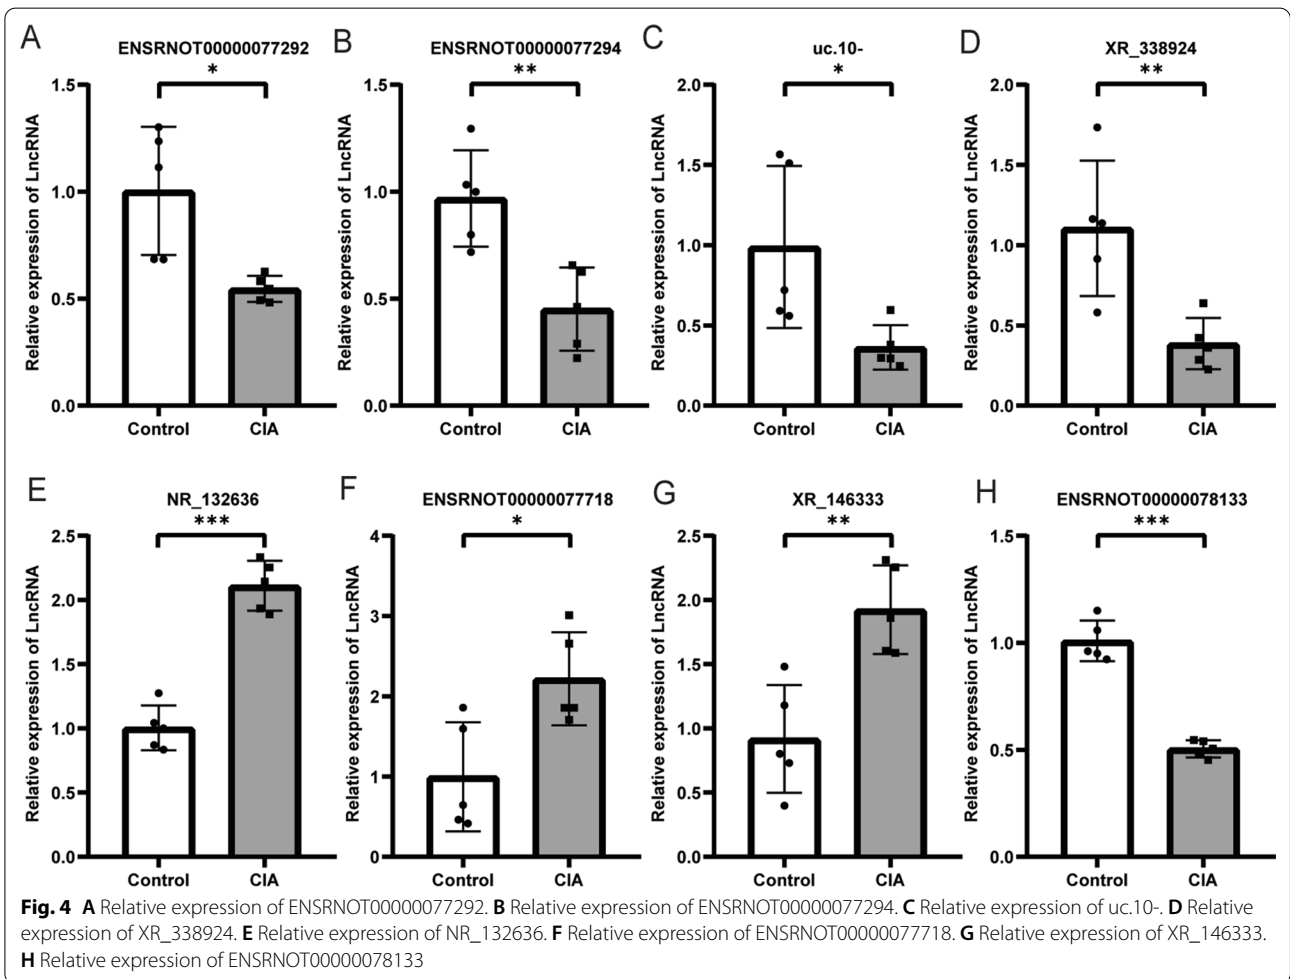 A
ENSRNOT00000077292
*
Relative expression of LncRNA
1.5
1.0
0.5
0.0
Control
CIA
B
ENSRNOT00000077294
**
Relative expression of LncRNA
1.5
1.0
0.5
0.0
Control
CIA
C
uc.10-
*
Relative expression of LncRNA
2.0
1.5
1.0
0.5
0.0
Control
CIA
D
XR_338924
**
Relative expression of LncRNA
2.0
1.5
1.0
0.5
0.0
Control
CIA
E
NR_132636
***
Relative expression of LncRNA
2.5
2.0
1.5
1.0
0.5
0.0
Control
CIA
F
ENSRNOT00000077718
*
Relative expression of LncRNA
4
3
2
1
0
Control
CIA
G
XR_146333
**
Relative expression of LncRNA
2.5
2.0
1.5
1.0
0.5
0.0
Control
CIA
H
ENSRNOT00000078133
***
Relative expression of LncRNA
1.5
1.0
0.5
0.0
Control
CIA
Fig. 4 A Relative expression of ENSRNOT00000077292. B Relative expression of ENSRNOT00000077294. C Relative expression of uc.10-. D Relative
expression of XR_338924. E Relative expression of NR_132636. F Relative expression of ENSRNOT00000077718. G Relative expression of XR_146333.
H Relative expression of ENSRNOT00000078133